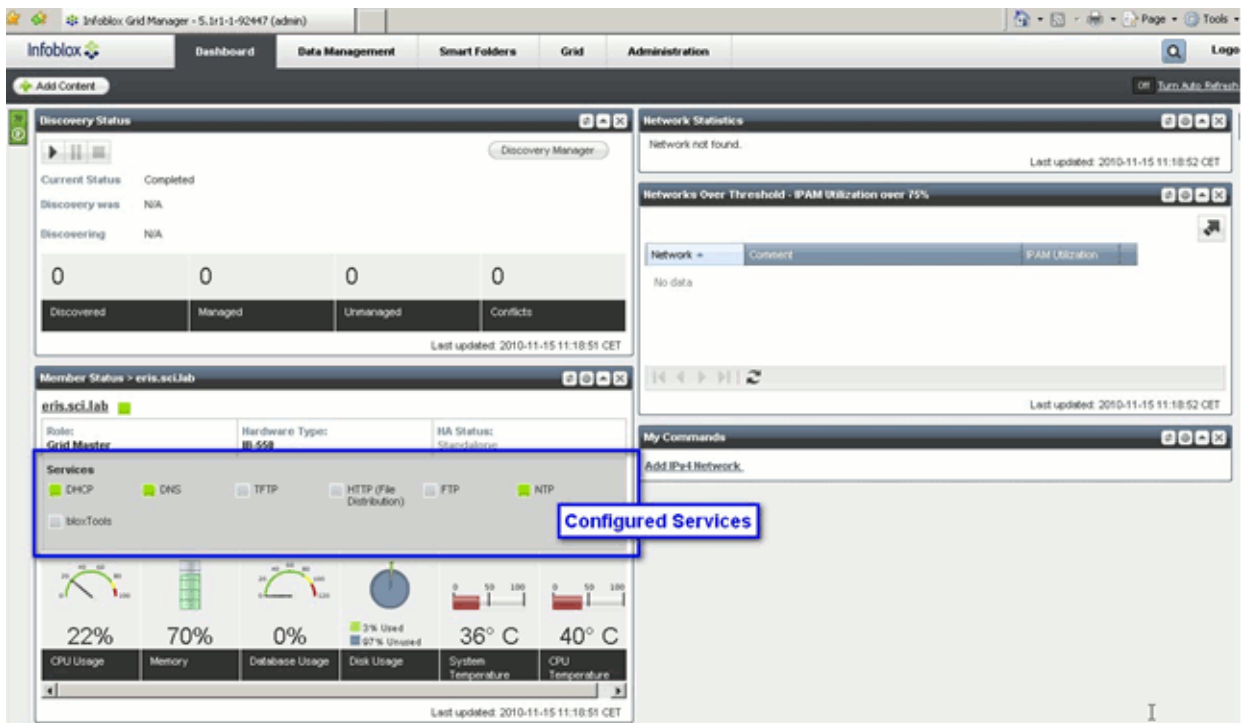 Infoblox Grid Manager - 5.1r1-1-92447 (admin)
Page
Tools
Infoblox
Dashboard
Data Management
Smart Folders
Grid
Administration
Logo
Add Content
Off
Turn Auto Refresh
Discovery Status
Discovery Manager
Current Status Completed
Discovery was N/A
Discovering N/A
0 0 0 0
Discovered Managed Unmanaged Conflicts
Last updated: 2010-11-15 11:18:51 CET
Member Status > eris.sci.lab
eris.sci.lab
Role: Hardware Type: HA Status:
Grid Master IB-550 Standalone
Services
DHCP DNS TFTP HTTP (File Distribution) FTP NTP
bloxTools
Configured Services
22% 70% 0% 3% Used 97% Unused 36° C 40° C
CPU Usage Memory Database Usage Disk Usage System Temperature CPU Temperature
Last updated: 2010-11-15 11:18:51 CET
Network Statistics
Network not found.
Last updated: 2010-11-15 11:18:52 CET
Networks Over Threshold - IPAM Utilization over 75%
Network Comment IPAM Utilization
No data
Last updated: 2010-11-15 11:18:52 CET
My Commands
Add IPv4 Network